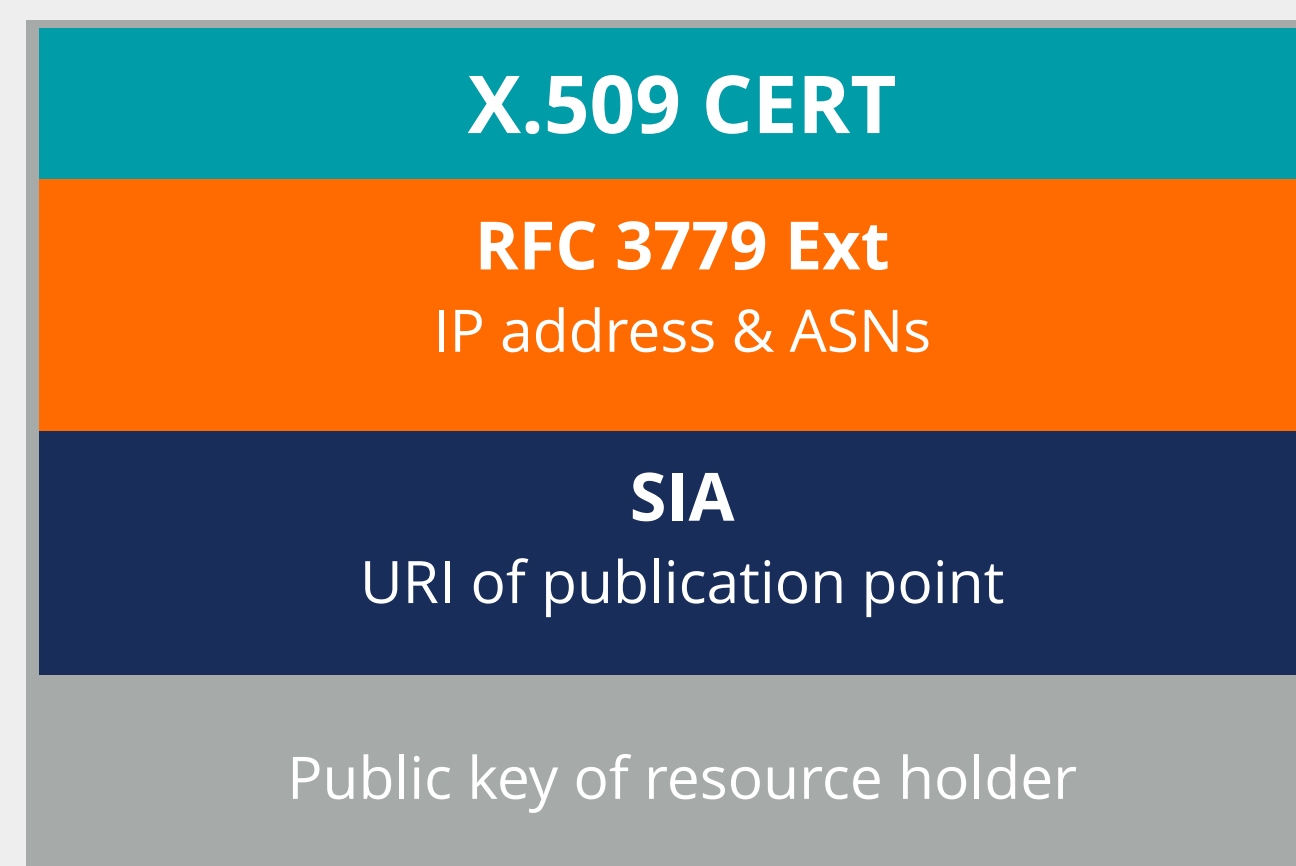 X.509 CERT
RFC 3779 Ext
IP address & ASNs
SIA
URI of publication point
Public key of resource holder